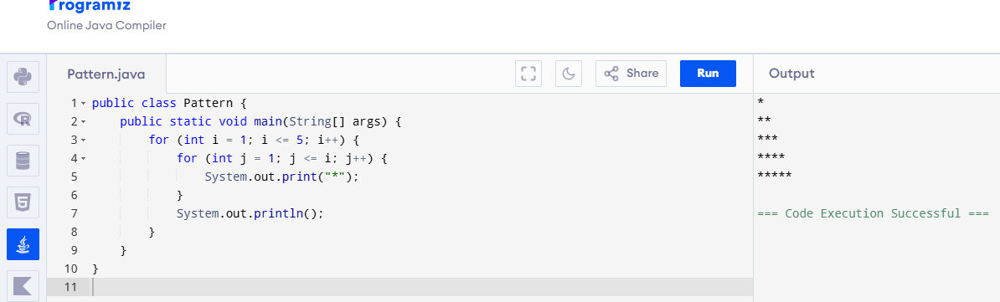 Programiz
Online Java Compiler
Pattern.java
Share
Run
Output
1 public class Pattern {
2     public static void main(String[] args) {
3         for (int i = 1; i <= 5; i++) {
4             for (int j = 1; j <= i; j++) {
5                 System.out.print("*");
6             }
7             System.out.println();
8         }
9     }
10 }
11
*
**
***
****
*****
=== Code Execution Successful ===